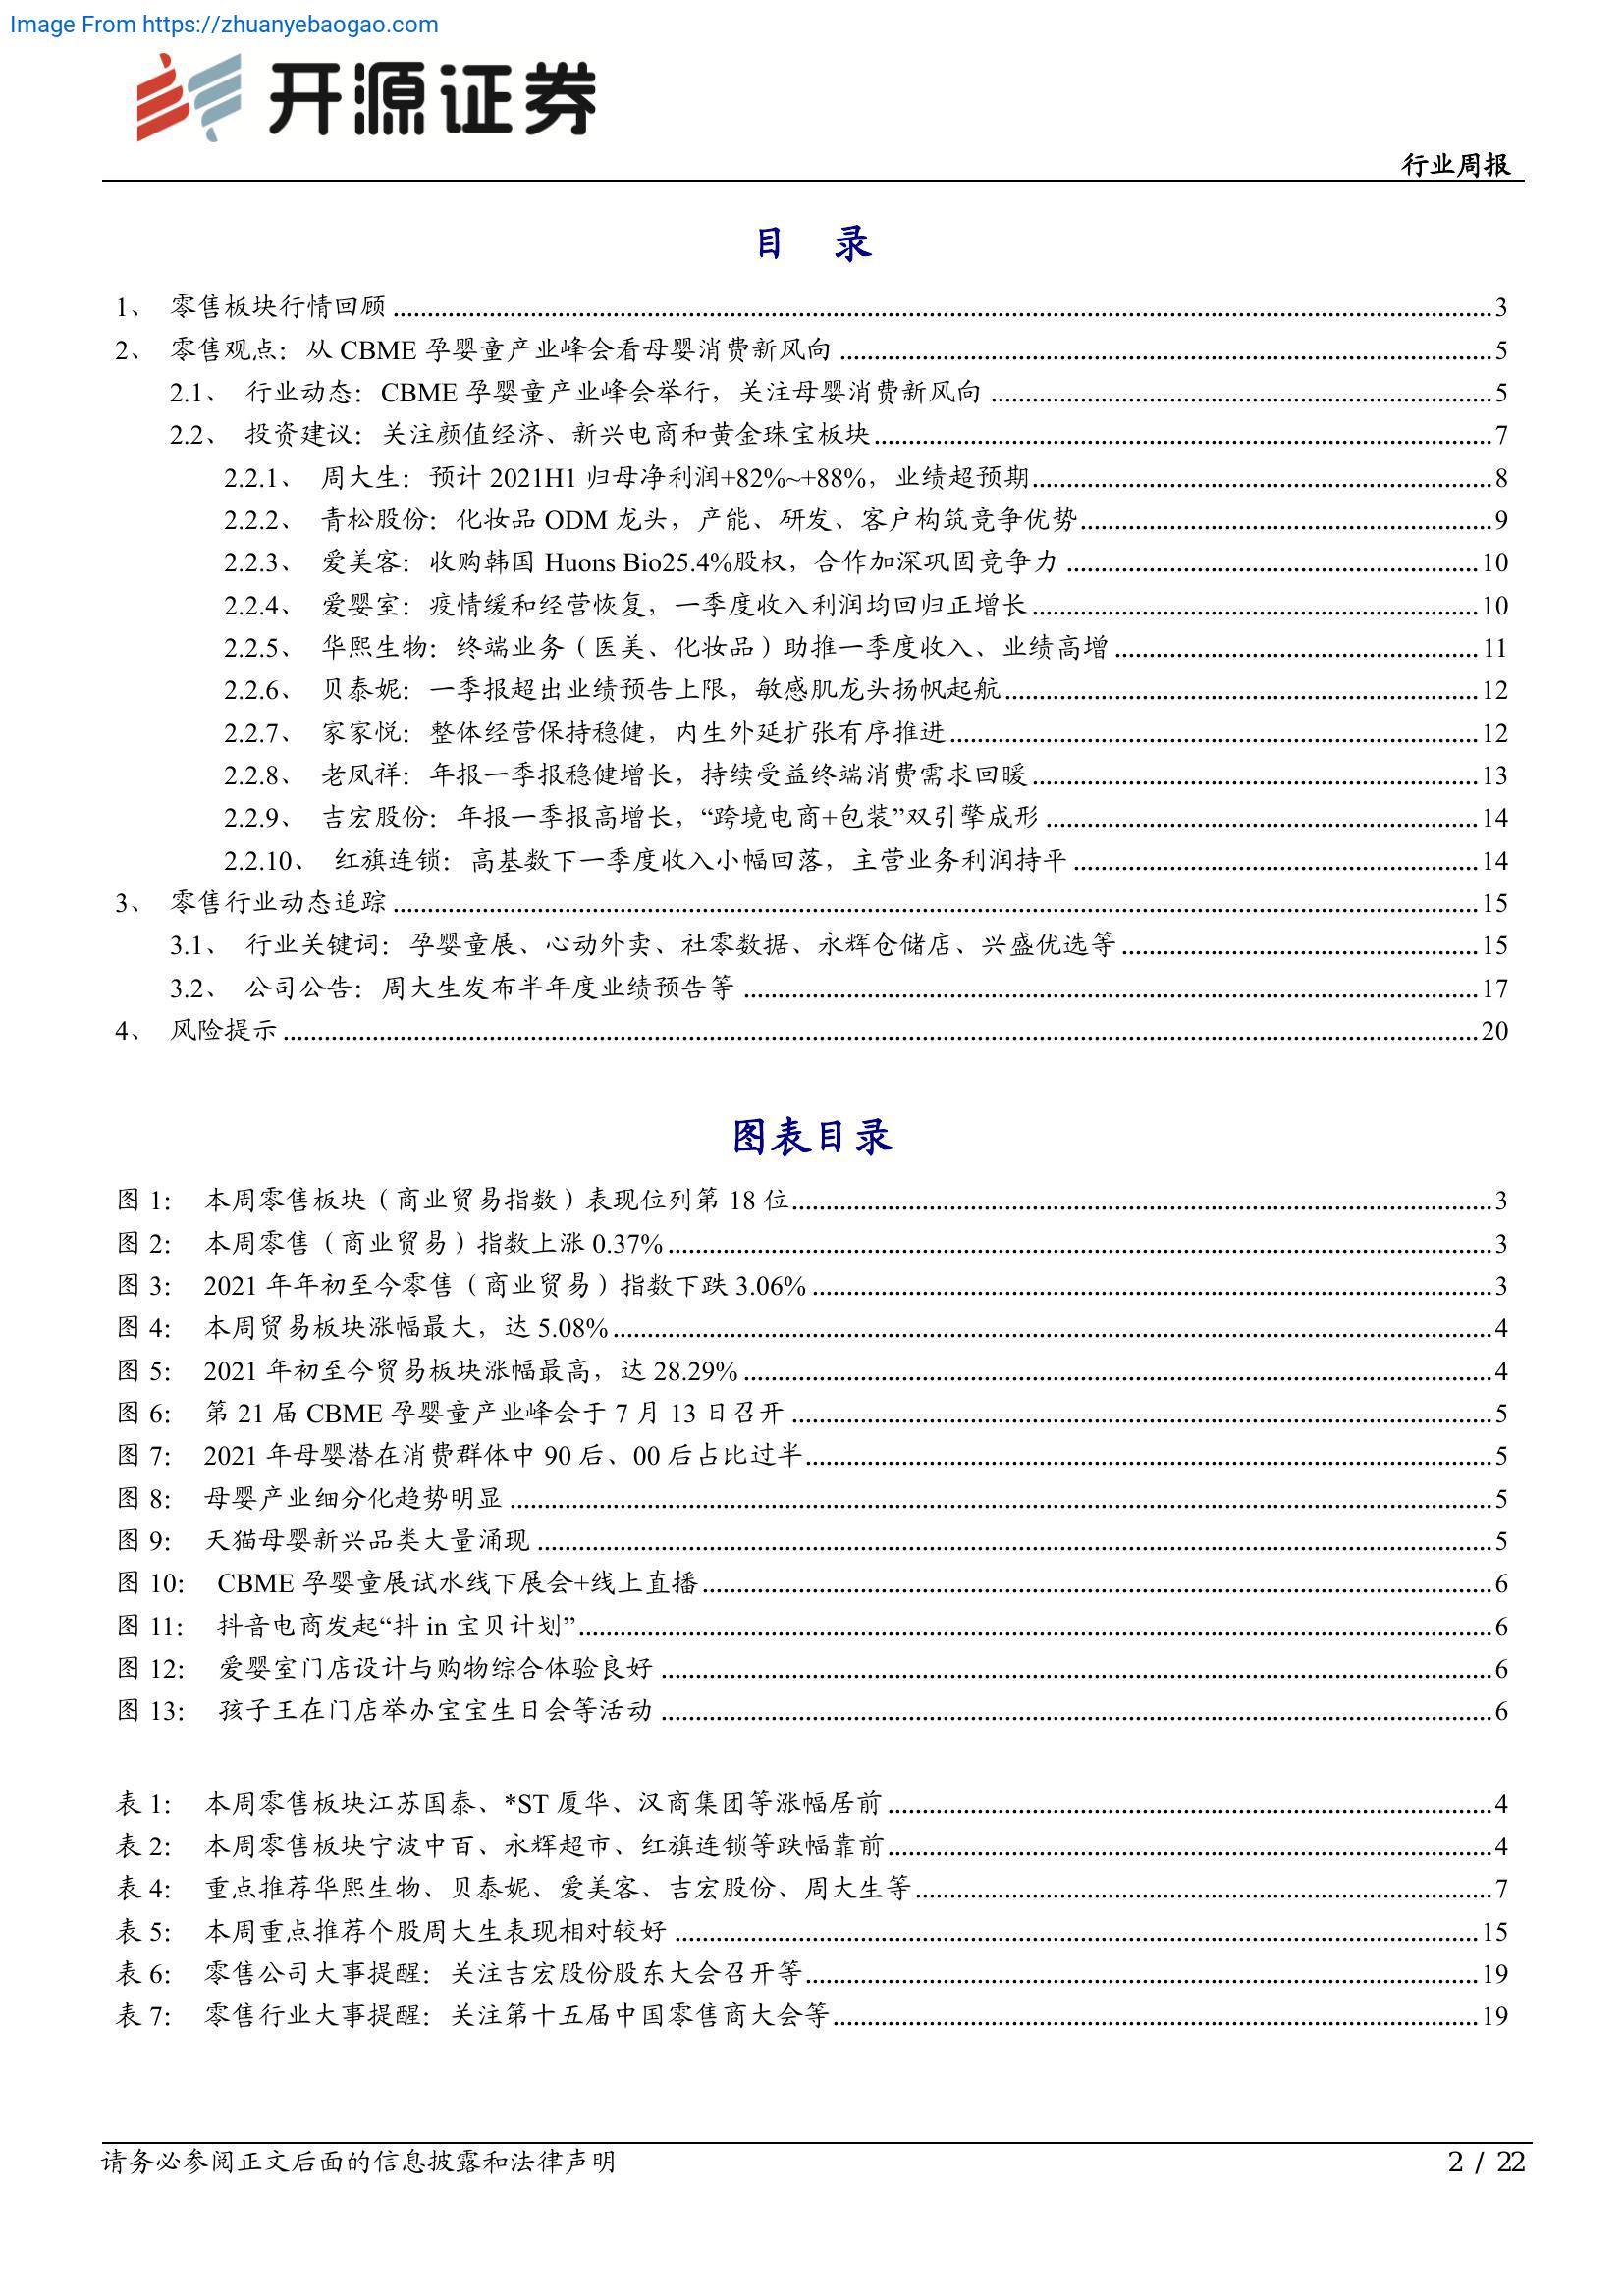 Image From https://zhuanyebaogao.com
开源证券
行业周报
目 录
1、 零售板块行情回顾 3
2、 零售观点：从 CBME 孕婴童产业峰会看母婴消费新风向 5
2.1、 行业动态：CBME 孕婴童产业峰会举行，关注母婴消费新风向 5
2.2、 投资建议：关注颜值经济、新兴电商和黄金珠宝板块 7
2.2.1、 周大生：预计 2021H1 归母净利润+82%~+88%，业绩超预期 8
2.2.2、 青松股份：化妆品 ODM 龙头，产能、研发、客户构筑竞争优势 9
2.2.3、 爱美客：收购韩国 Huons Bio25.4%股权，合作加深巩固竞争力 10
2.2.4、 爱婴室：疫情缓和经营恢复，一季度收入利润均回归正增长 10
2.2.5、 华熙生物：终端业务（医美、化妆品）助推一季度收入、业绩高增 11
2.2.6、 贝泰妮：一季报超出业绩预告上限，敏感肌龙头扬帆起航 12
2.2.7、 家家悦：整体经营保持稳健，内生外延扩张有序推进 12
2.2.8、 老凤祥：年报一季报稳健增长，持续受益终端消费需求回暖 13
2.2.9、 吉宏股份：年报一季报高增长，“跨境电商+包装”双引擎成形 14
2.2.10、 红旗连锁：高基数下一季度收入小幅回落，主营业务利润持平 14
3、 零售行业动态追踪 15
3.1、 行业关键词：孕婴童展、心动外卖、社零数据、永辉仓储店、兴盛优选等 15
3.2、 公司公告：周大生发布半年度业绩预告等 17
4、 风险提示 20
图表目录
图 1： 本周零售板块（商业贸易指数）表现位列第 18 位 3
图 2： 本周零售（商业贸易）指数上涨 0.37% 3
图 3： 2021 年年初至今零售（商业贸易）指数下跌 3.06% 3
图 4： 本周贸易板块涨幅最大，达 5.08% 4
图 5： 2021 年初至今贸易板块涨幅最高，达 28.29% 4
图 6： 第 21 届 CBME 孕婴童产业峰会于 7 月 13 日召开 5
图 7： 2021 年母婴潜在消费群体中 90 后、00 后占比过半 5
图 8： 母婴产业细分化趋势明显 5
图 9： 天猫母婴新兴品类大量涌现 5
图 10： CBME 孕婴童展试水线下展会+线上直播 6
图 11： 抖音电商发起“抖 in 宝贝计划” 6
图 12： 爱婴室门店设计与购物综合体验良好 6
图 13： 孩子王在门店举办宝宝生日会等活动 6
表 1： 本周零售板块江苏国泰、*ST 厦华、汉商集团等涨幅居前 4
表 2： 本周零售板块宁波中百、永辉超市、红旗连锁等跌幅靠前 4
表 4： 重点推荐华熙生物、贝泰妮、爱美客、吉宏股份、周大生等 7
表 5： 本周重点推荐个股周大生表现相对较好 15
表 6： 零售公司大事提醒：关注吉宏股份股东大会召开等 19
表 7： 零售行业大事提醒：关注第十五届中国零售商大会等 19
请务必参阅正文后面的信息披露和法律声明 2 / 22